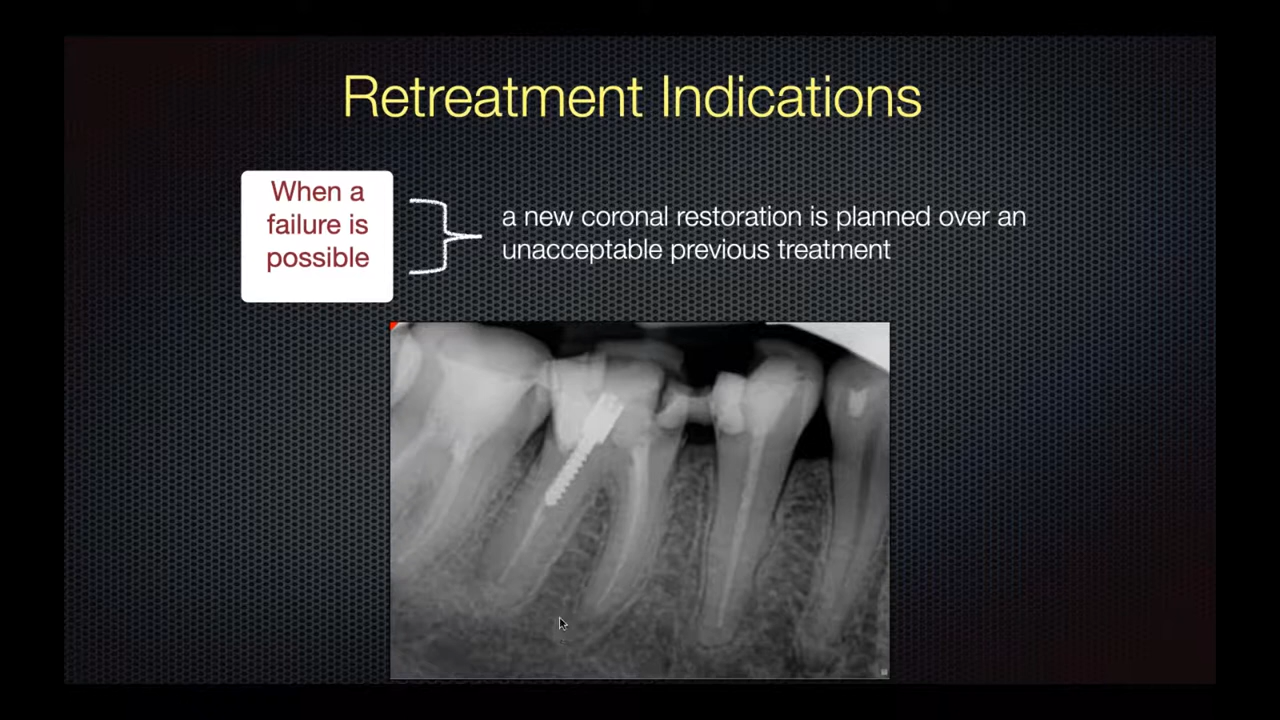 Retreatment Indications
When a
failure is
possible
a new coronal restoration is planned over an
unacceptable previous treatment